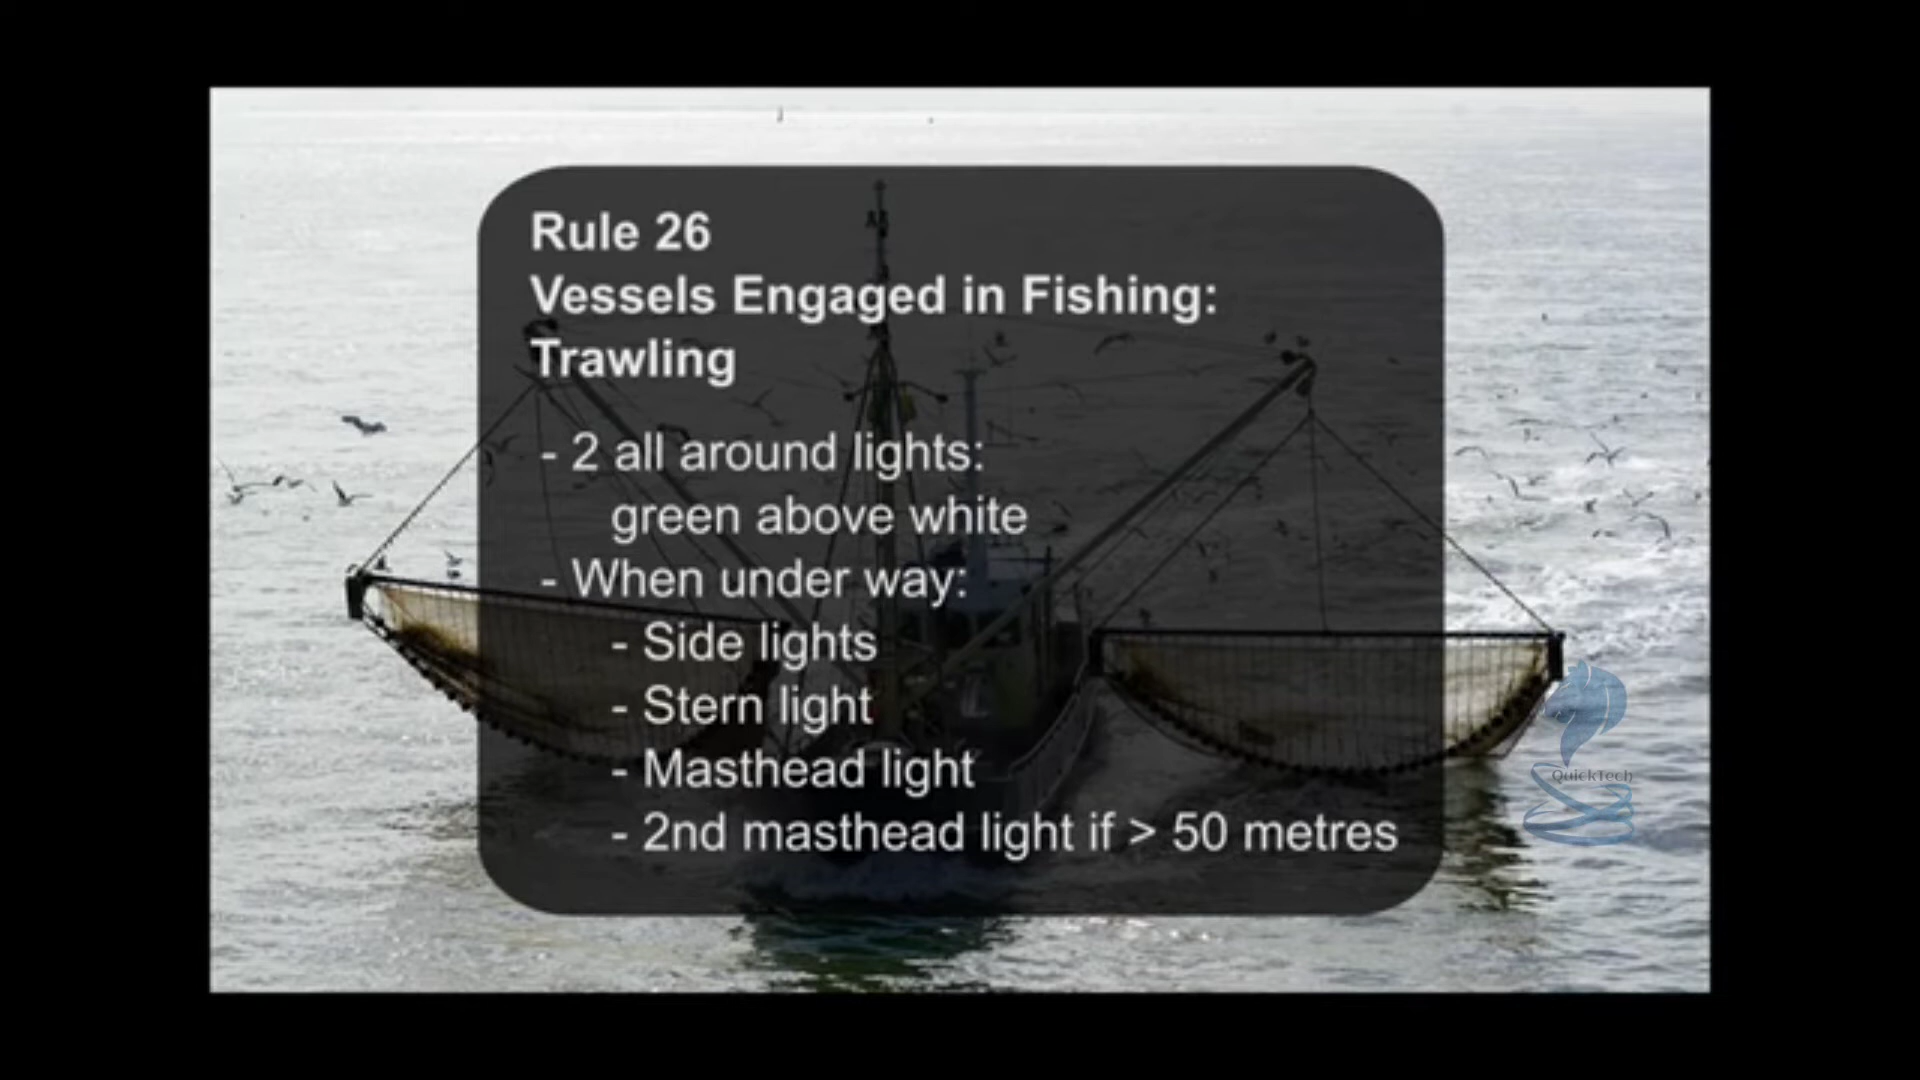 Rule 26
Vessels Engaged in Fishing:
Trawling
- 2 all around lights:
green above white
- When under way:
- Side lights
- Stern light
- Masthead light
- 2nd masthead light if > 50 metres
QuickTech